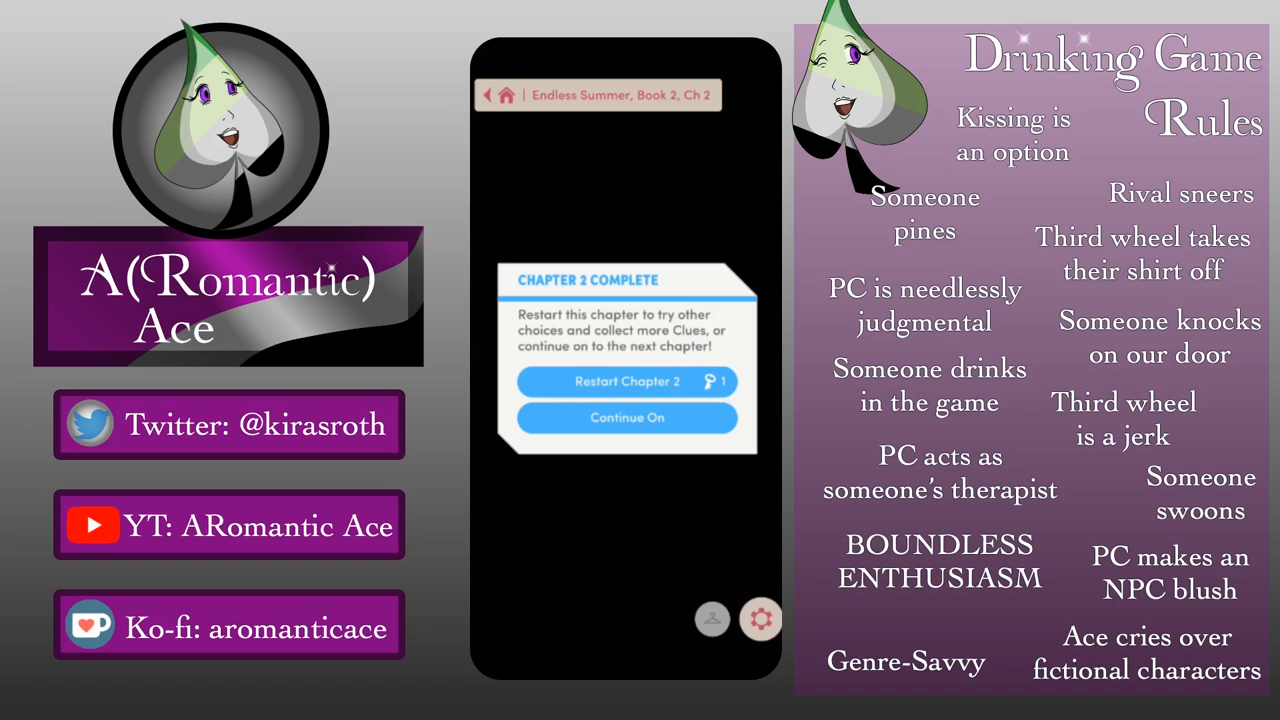 A(Romantic)
Ace
Twitter: @kirasroth
YT: ARomantic Ace
Ko-fi: aromanticace
Endless Summer, Book 2, Ch 2
CHAPTER 2 COMPLETE
Restart this chapter to try other
choices and collect more Clues, or
continue on to the next chapter!
Restart Chapter 2 1
Continue On
Drinking Game
Rules
Kissing is
an option
Someone
pines
Rival sneers
Third wheel takes
their shirt off
PC is needlessly
judgmental
Someone knocks
on our door
Someone drinks
in the game
Third wheel
is a jerk
PC acts as
someone's therapist
Someone
swoons
BOUNDLESS
ENTHUSIASM
PC makes an
NPC blush
Genre-Savvy
Ace cries over
fictional characters